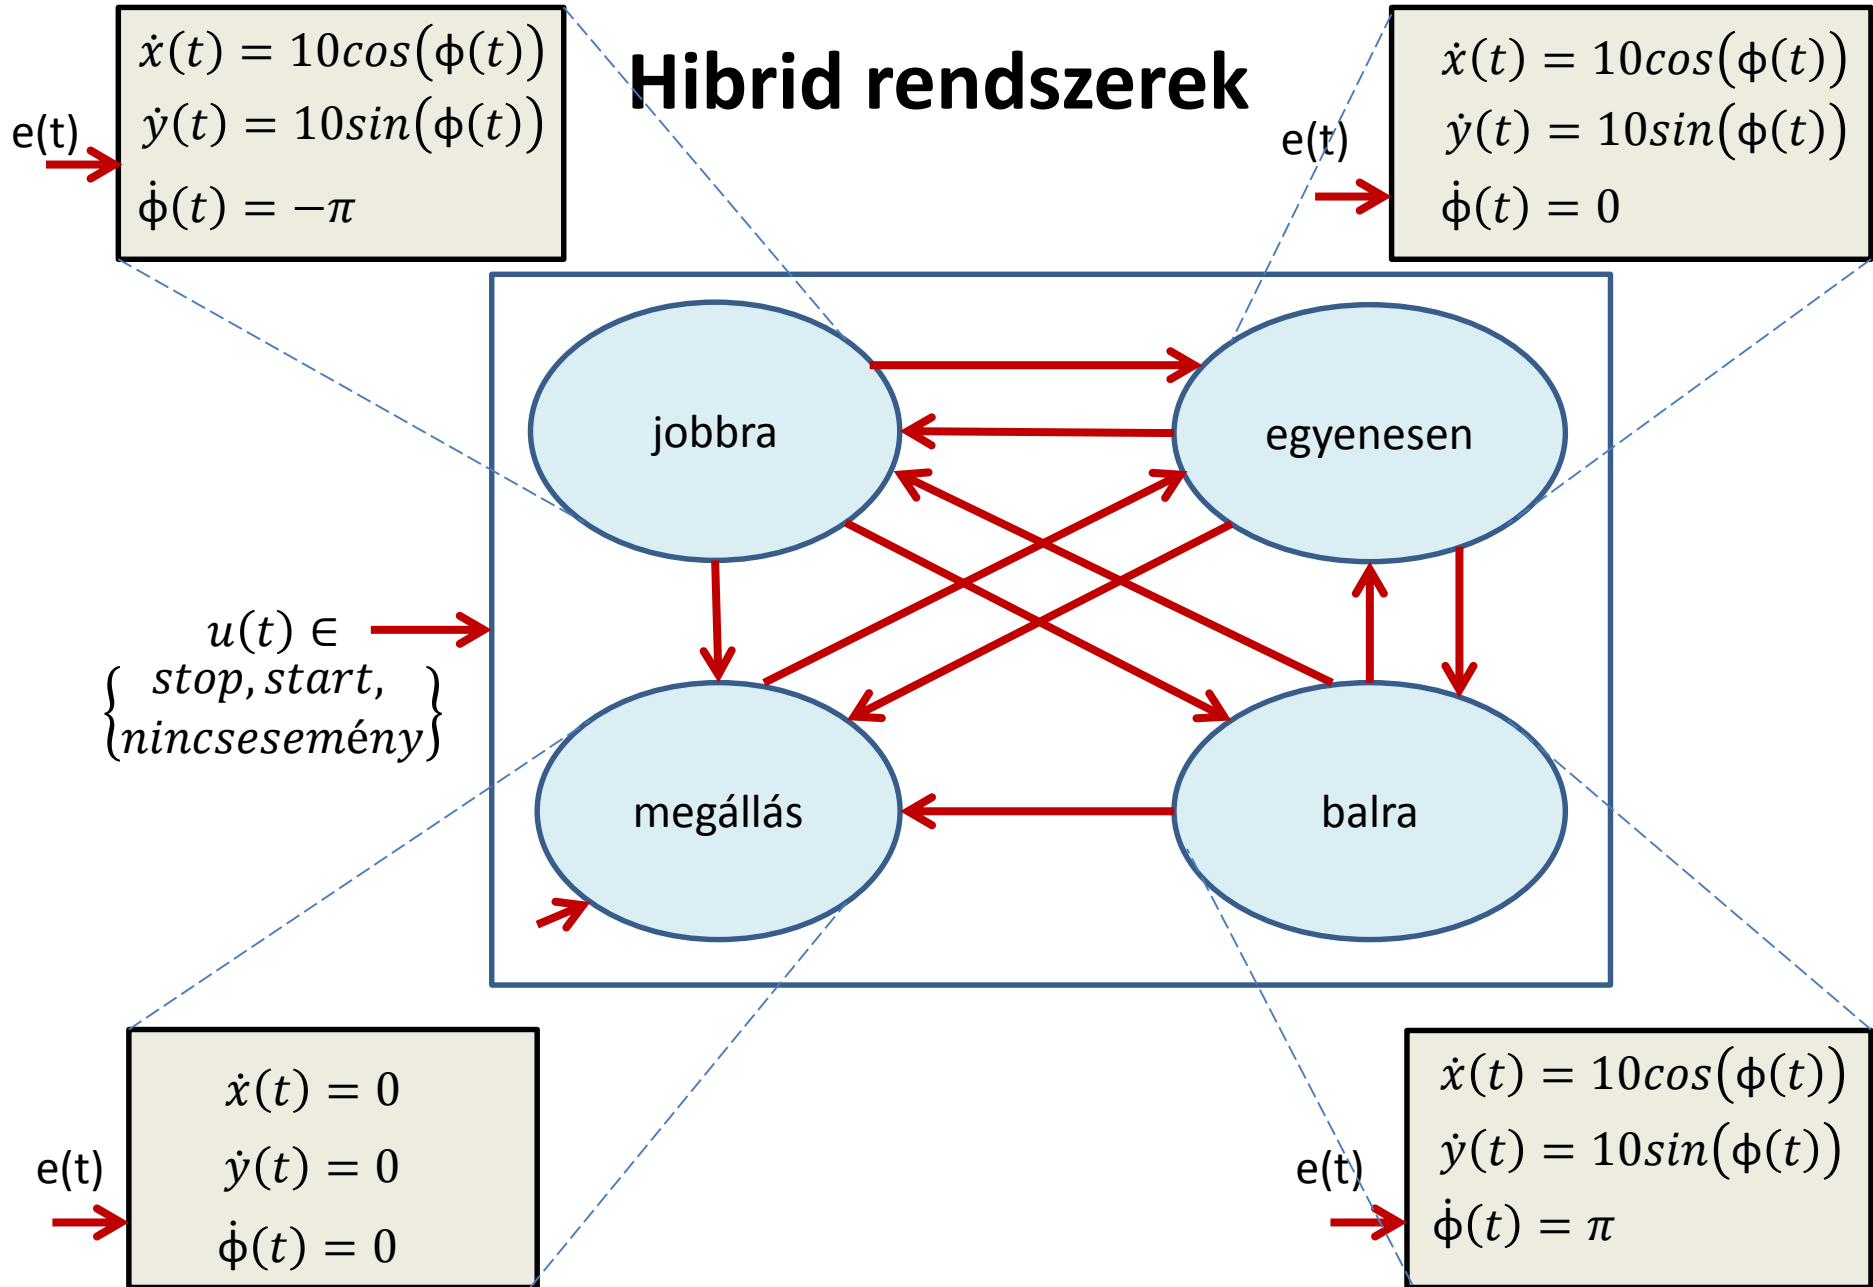 Hibrid rendszerek
ẋ(t) = 10cos(ϕ(t))
ẏ(t) = 10sin(ϕ(t))
ϕ̇(t) = −π
e(t)
ẋ(t) = 10cos(ϕ(t))
ẏ(t) = 10sin(ϕ(t))
ϕ̇(t) = 0
e(t)
jobbra
egyenesen
u(t) ∈
{stop, start,
nincsesemény}
megállás
balra
ẋ(t) = 0
ẏ(t) = 0
ϕ̇(t) = 0
e(t)
ẋ(t) = 10cos(ϕ(t))
ẏ(t) = 10sin(ϕ(t))
ϕ̇(t) = π
e(t)